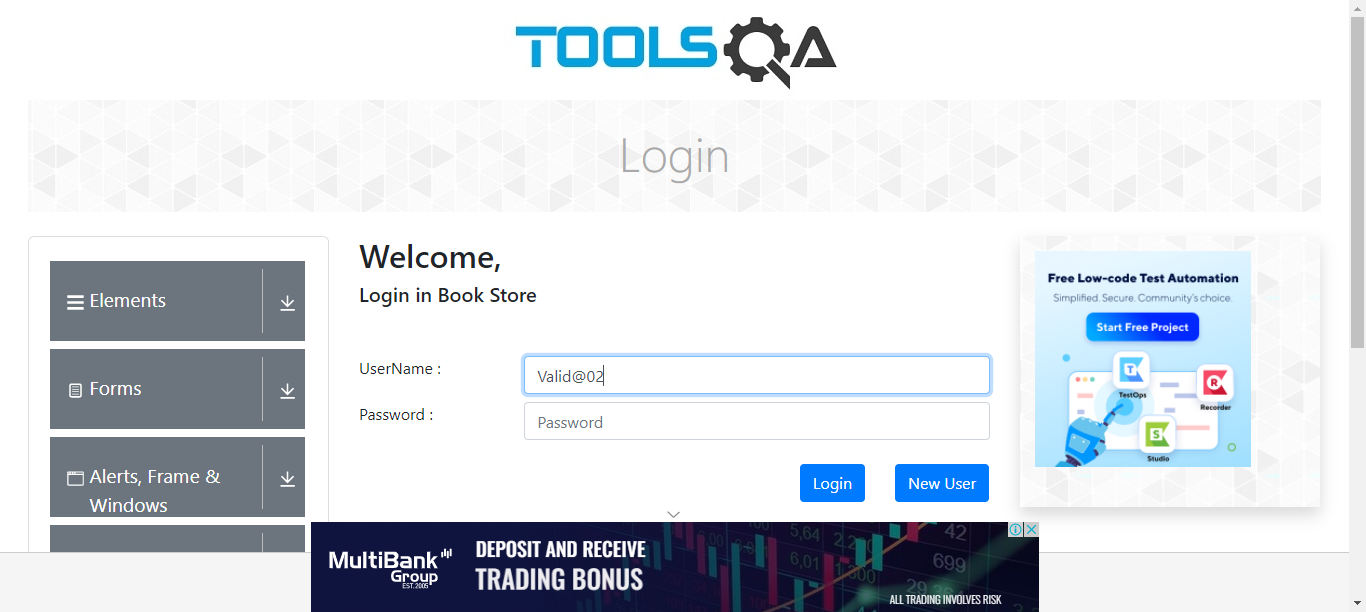 TOOLSQA
Login
Elements
Forms
Alerts, Frame &
Windows
Welcome,
Login in Book Store
UserName :
Valid@02
Password :
Password
Login
New User
Free Low-code Test Automation
Simplified. Secure. Community's choice.
Start Free Project
TestOps
Recorder
Studio
MultiBank
Group
EST.2005
DEPOSIT AND RECEIVE
TRADING BONUS
5,64
42
6,01
699
ALL TRADING INVOLVES RISK